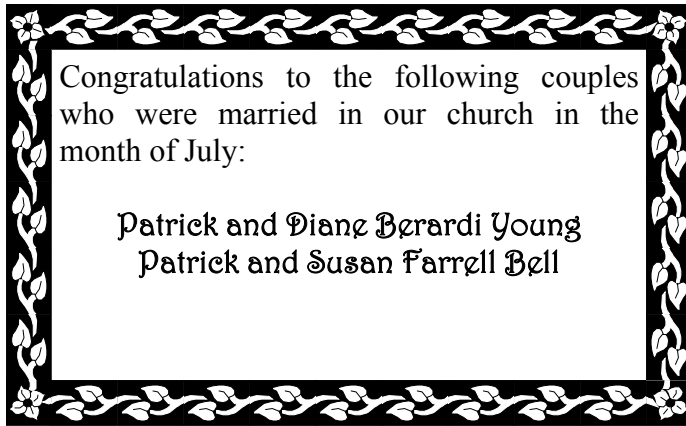 Congratulations to the following couples
who were married in our church in the
month of July:
Patrick and Diane Berardi Young
Patrick and Susan Farrell Bell